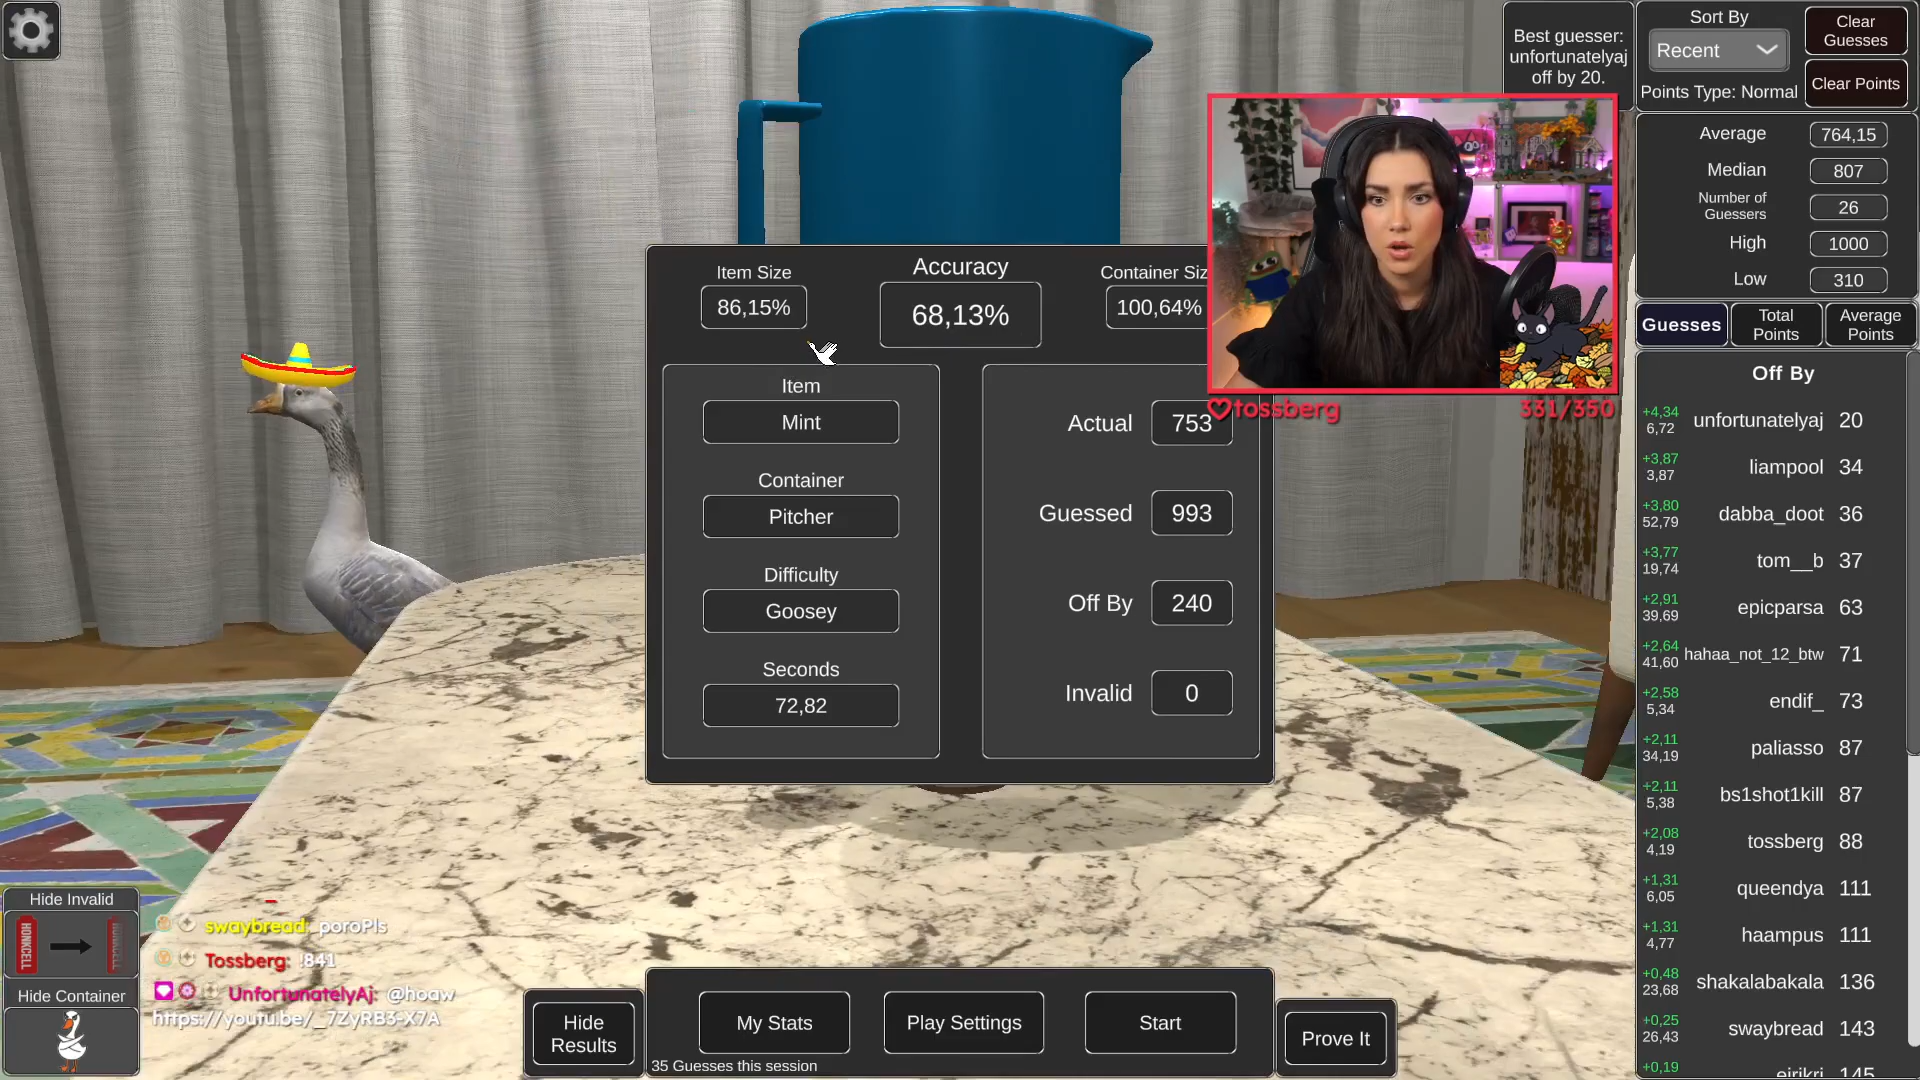 Best guesser:
unfortunatelyaj
off by 20.
Sort By
Recent
Clear
Guesses
Points Type: Normal
Clear Points
Average 764,15
Median 807
Number of
Guessers
26
High 1000
Low 310
Guesses
Total
Points
Average
Points
Off By
+4,34
6,72
unfortunatelyaj 20
+3,87
3,87
liampool 34
+3,80
52,79
dabba_doot 36
+3,77
19,74
tom__b 37
+2,91
39,69
epicparsa 63
+2,64
41,60
hahaa_not_12_btw 71
+2,58
5,34
endif_ 73
+2,11
34,19
paliasso 87
+2,11
5,38
bs1shot1kill 87
+2,08
4,19
tossberg 88
+1,31
6,05
queendya 111
+1,31
4,77
haampus 111
+0,48
23,68
shakalabakala 136
+0,25
26,43
swaybread 143
+0,19
eirikri 145
Item Size
86,15%
Accuracy
68,13%
100,64%
Item
Mint
Container
Pitcher
Difficulty
Goosey
Seconds
72,82
Actual 753
Guessed 993
Off By 240
Invalid 0
tossberg 331/350
Hide Invalid
HONKCELL
Hide Container
swaybread: poroPls
Tossberg: !841
UnfortunatelyAj: @hoaw
https://youtu.be/_7ZyRB3-X7A
Hide
Results
My Stats
Play Settings
Start
Prove It
35 Guesses this session